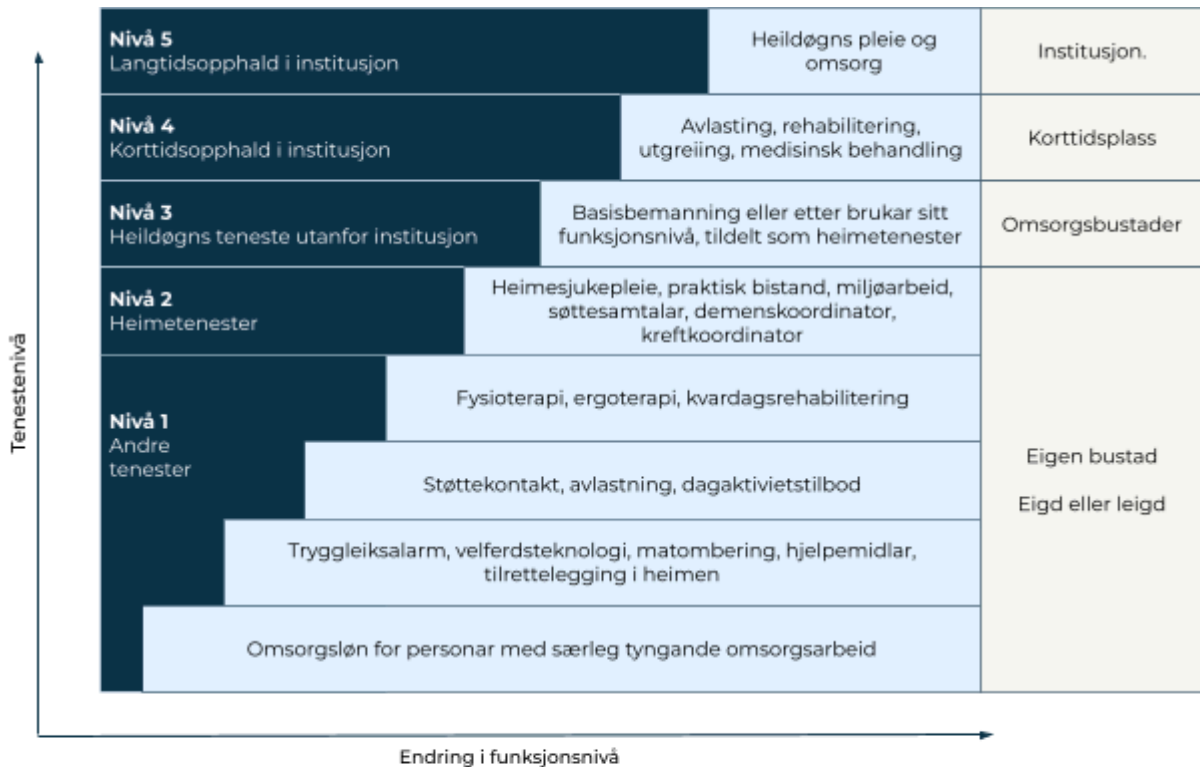 Nivå 5
Langtidsopphald i institusjon
Heildøgns pleie og
omsorg
Institusjon.
Nivå 4
Korttidsopphald i institusjon
Avlasting, rehabilitering,
utgreiing, medisinsk behandling
Korttidsplass
Nivå 3
Heildøgns teneste utanfor institusjon
Basisbemanning eller etter brukar sitt
funksjonsnivå, tildelt som heimetenester
Omsorgsbustader
Nivå 2
Heimetenester
Heimesjukepleie, praktisk bistand, miljøarbeid,
søttesamtalar, demenskoordinator,
kreftkoordinator
Nivå 1
Andre
tenester
Fysioterapi, ergoterapi, kvardagsrehabilitering
Støttekontakt, avlastning, dagaktivietstilbod
Tryggleiksalarm, velferdsteknologi, matombering, hjelpemidlar,
tilrettelegging i heimen
Omsorgsløn for personar med særleg tyngande omsorgsarbeid
Eigen bustad
Eigd eller leigd
Tenestenivå
Endring i funksjonsnivå